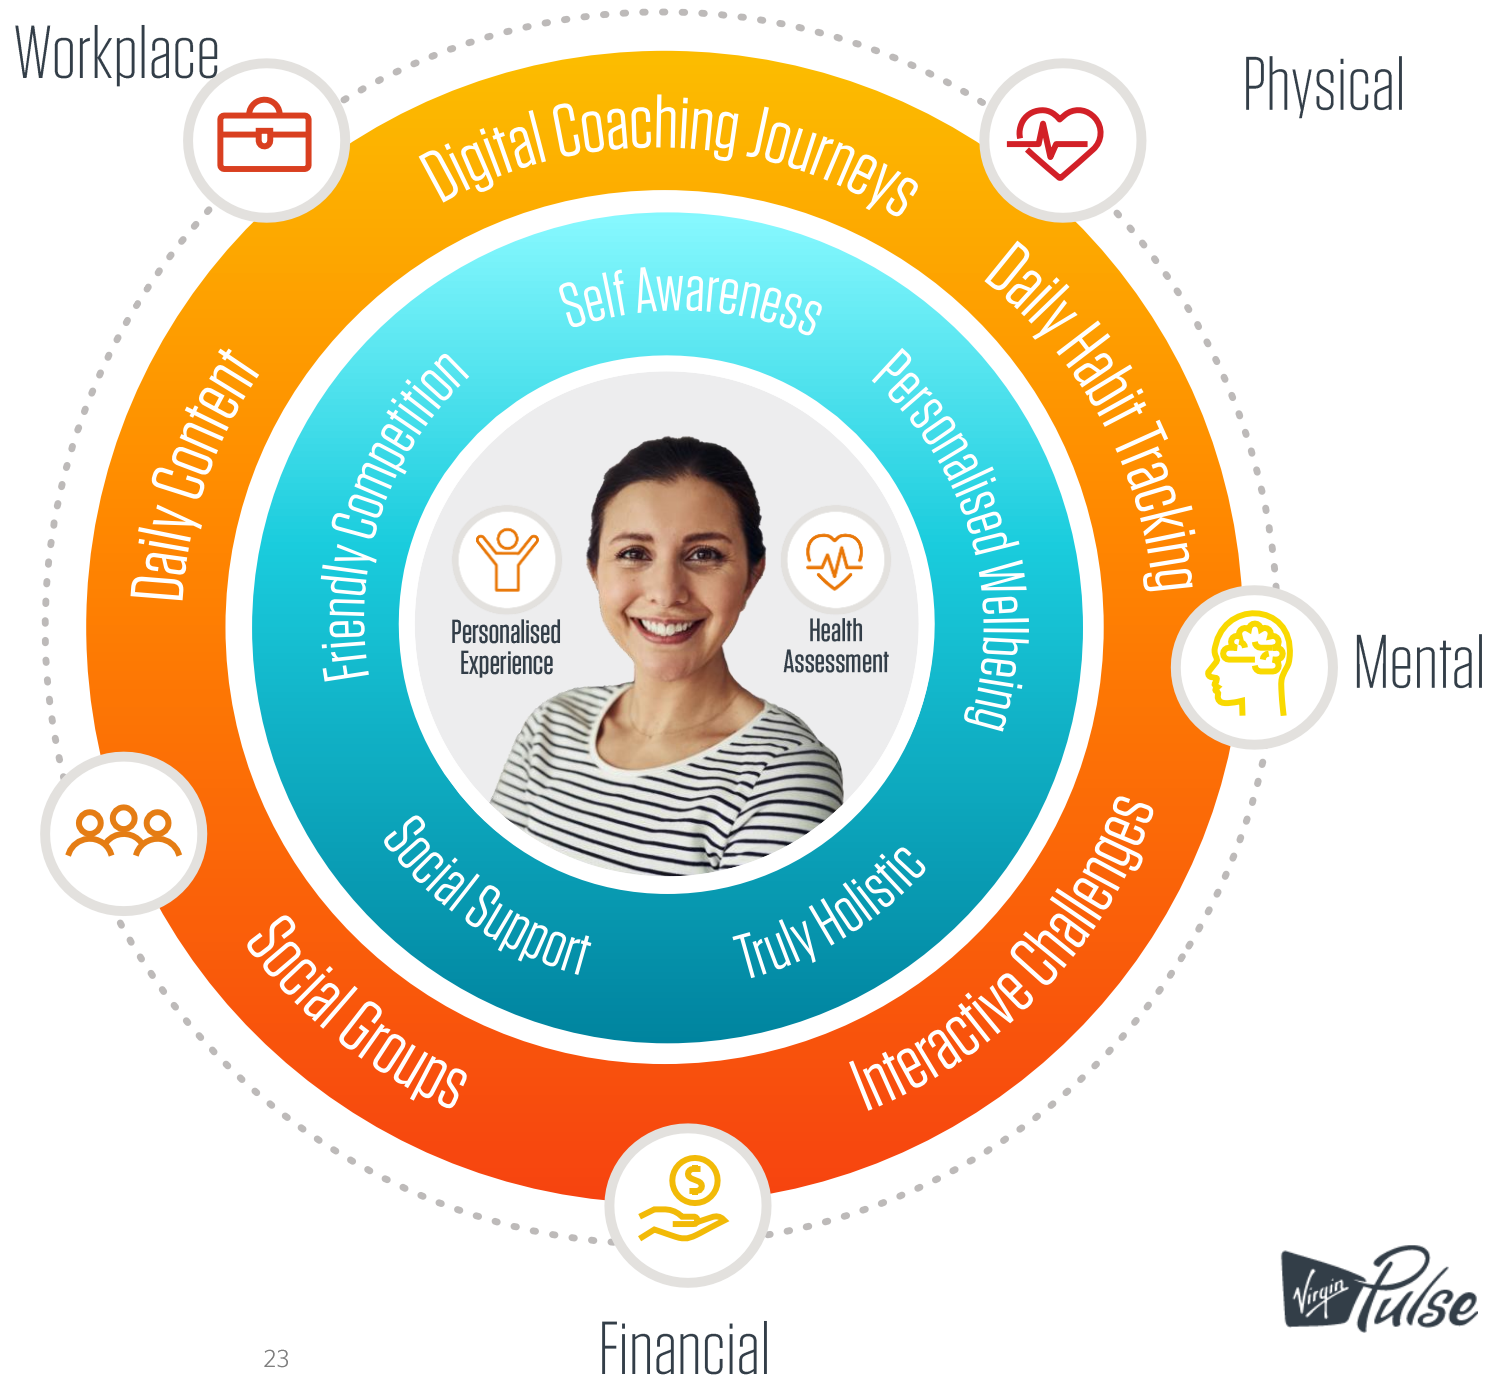 Workplace
Physical
Digital Coaching Journeys
Daily Habit Tracking
Daily Content
Self Awareness
Friendly Competition
Personalised Wellbeing
Personalised
Experience
Health
Assessment
Mental
Social Support
Truly Holistic
Social Groups
Interactive Challenges
$
Virgin Pulse
Financial
23